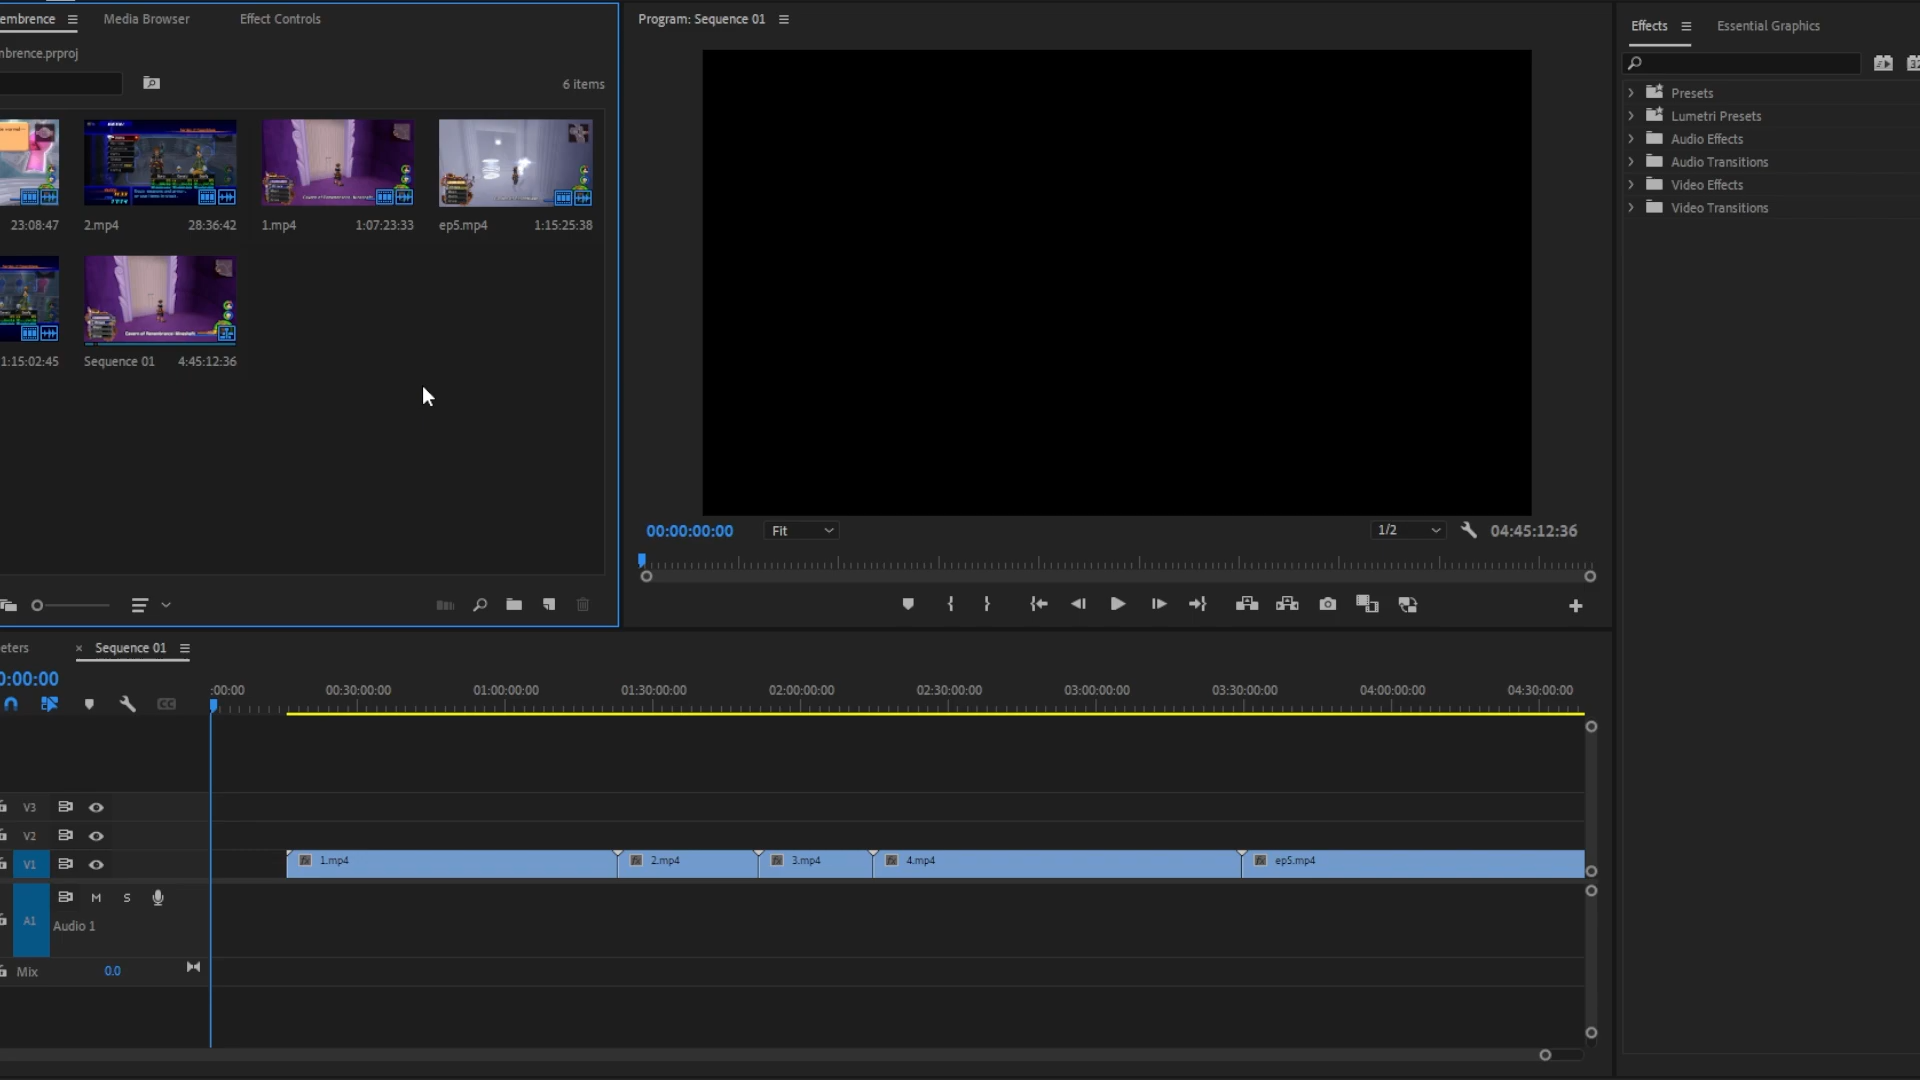 embrence
Media Browser
Effect Controls
nbrence.prproj
6 items
23:08:47
2.mp4
28:36:42
1.mp4
1:07:23:33
ep5.mp4
1:15:25:38
1:15:02:45
Sequence 01
4:45:12:36
Program: Sequence 01
00:00:00:00
Fit
1/2
04:45:12:36
Effects
Essential Graphics
Presets
Lumetri Presets
Audio Effects
Audio Transitions
Video Effects
Video Transitions
eters
× Sequence 01
0:00:00
:00:00
00:30:00:00
01:00:00:00
01:30:00:00
02:00:00:00
02:30:00:00
03:00:00:00
03:30:00:00
04:00:00:00
04:30:00:00
V3
V2
V1
fx 1.mp4
fx 2.mp4
fx 3.mp4
fx 4.mp4
fx ep5.mp4
A1
M
S
Audio 1
Mix
0.0